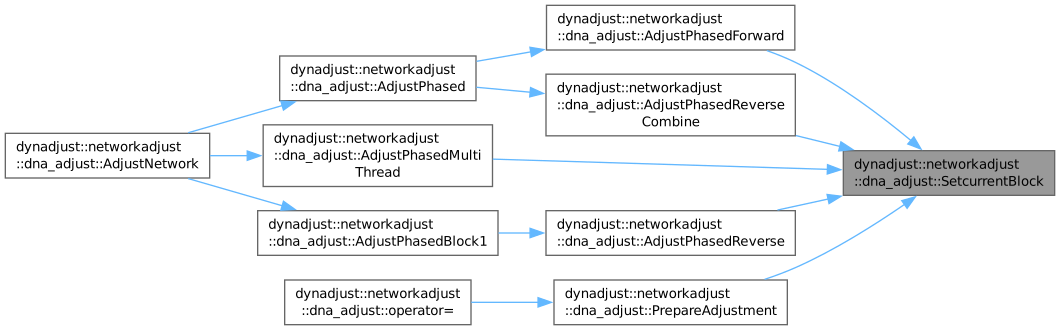 dynadjust::networkadjust
::dna_adjust::AdjustPhasedForward
dynadjust::networkadjust
::dna_adjust::AdjustPhased
dynadjust::networkadjust
::dna_adjust::AdjustPhasedReverse
Combine
dynadjust::networkadjust
::dna_adjust::AdjustNetwork
dynadjust::networkadjust
::dna_adjust::AdjustPhasedMulti
Thread
dynadjust::networkadjust
::dna_adjust::SetcurrentBlock
dynadjust::networkadjust
::dna_adjust::AdjustPhasedBlock1
dynadjust::networkadjust
::dna_adjust::AdjustPhasedReverse
dynadjust::networkadjust
::dna_adjust::operator=
dynadjust::networkadjust
::dna_adjust::PrepareAdjustment